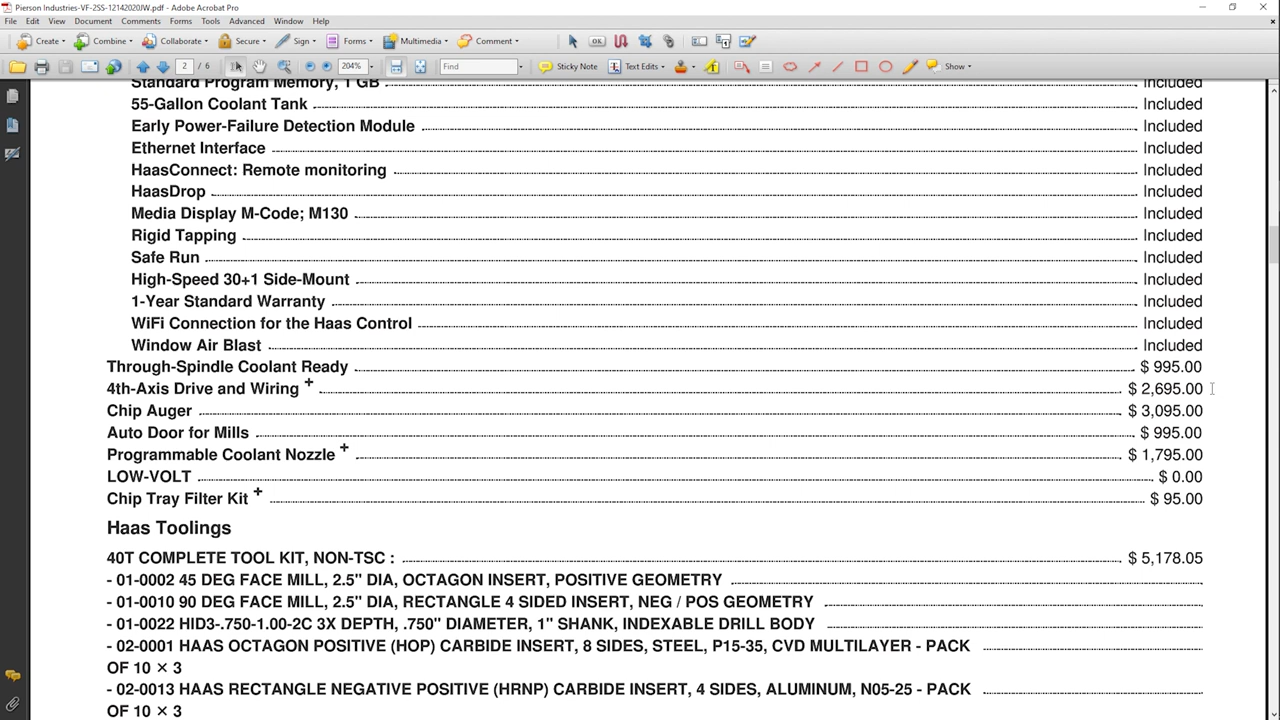 Pierson Industries-VF-2SS-12142020JW.pdf - Adobe Acrobat Pro
File Edit View Document Comments Forms Tools Advanced Window Help
Create Combine Collaborate Secure Sign Forms Multimedia Comment
2 / 6 204% Find Sticky Note Text Edits Show
Standard Program Memory, 1 GB Included
55-Gallon Coolant Tank Included
Early Power-Failure Detection Module Included
Ethernet Interface Included
HaasConnect: Remote monitoring Included
HaasDrop Included
Media Display M-Code; M130 Included
Rigid Tapping Included
Safe Run Included
High-Speed 30+1 Side-Mount Included
1-Year Standard Warranty Included
WiFi Connection for the Haas Control Included
Window Air Blast Included
Through-Spindle Coolant Ready $ 995.00
4th-Axis Drive and Wiring + $ 2,695.00
Chip Auger $ 3,095.00
Auto Door for Mills $ 995.00
Programmable Coolant Nozzle + $ 1,795.00
LOW-VOLT $ 0.00
Chip Tray Filter Kit + $ 95.00
Haas Toolings
40T COMPLETE TOOL KIT, NON-TSC : $ 5,178.05
- 01-0002 45 DEG FACE MILL, 2.5" DIA, OCTAGON INSERT, POSITIVE GEOMETRY
- 01-0010 90 DEG FACE MILL, 2.5" DIA, RECTANGLE 4 SIDED INSERT, NEG / POS GEOMETRY
- 01-0022 HID3-.750-1.00-2C 3X DEPTH, .750" DIAMETER, 1" SHANK, INDEXABLE DRILL BODY
- 02-0001 HAAS OCTAGON POSITIVE (HOP) CARBIDE INSERT, 8 SIDES, STEEL, P15-35, CVD MULTILAYER - PACK
OF 10 × 3
- 02-0013 HAAS RECTANGLE NEGATIVE POSITIVE (HRNP) CARBIDE INSERT, 4 SIDES, ALUMINUM, N05-25 - PACK
OF 10 × 3